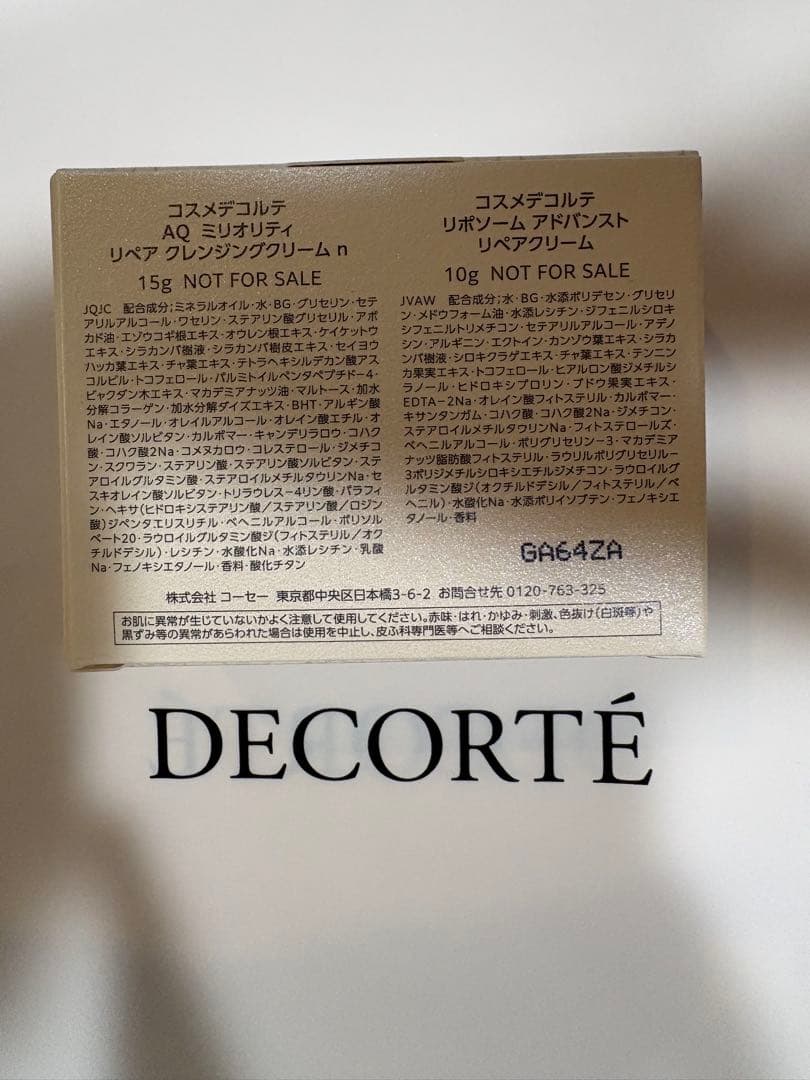 コスメデコルテ
AQ ミリオリティ
リペア クレンジングクリーム n
15g NOT FOR SALE
JQJC 配合成分;ミネラルオイル・水・BG・グリセリン・セテ
アリルアルコール・ワセリン・ステアリン酸グリセリル・アボ
カド油・エゾウコギ根エキス・オウレン根エキス・ケイケットウ
エキス・シラカンバ樹液・シラカンバ樹皮エキス・セイヨウ
ハッカ葉エキス・チャ葉エキス・テトラヘキシルデカン酸アス
コルビル・トコフェロール・パルミトイルペンタペプチド-4・
ビャクダン木エキス・マカデミアナッツ油・マルトース・加水
分解コラーゲン・加水分解ダイズエキス・BHT・アルギン酸
Na・エタノール・オレイルアルコール・オレイン酸エチル・オ
レイン酸ソルビタン・カルボマー・キャンデリラロウ・コハク
酸・コハク酸2Na・コメヌカロウ・コレステロール・ジメチコ
ン・スクワラン・ステアリン酸・ステアリン酸ソルビタン・ステ
アロイルグルタミン酸・ステアロイルメチルタウリンNa・セ
スキオレイン酸ソルビタン・トリラウレス-4リン酸・パラフィ
ン・ヘキサ(ヒドロキシステアリン酸/ステアリン酸/ロジン
酸)ジペンタエリスリチル・ベヘニルアルコール・ポリソル
ベート20・ラウロイルグルタミン酸ジ(フィトステリル/オク
チルドデシル)・レシチン・水酸化Na・水添レシチン・乳酸
Na・フェノキシエタノール・香料・酸化チタン
コスメデコルテ
リポソーム アドバンスト
リペアクリーム
10g NOT FOR SALE
JVAW 配合成分;水・BG・水添ポリデセン・グリセリ
ン・メドウフォーム油・水添レシチン・ジフェニルシロキ
シフェニルトリメチコン・セテアリルアルコール・アデノ
シン・アルギニン・エクトイン・カンゾウ葉エキス・シラカ
ンバ樹液・シロキクラゲエキス・チャ葉エキス・テンニン
カ果実エキス・トコフェロール・ヒアルロン酸ジメチルシ
ラノール・ヒドロキシプロリン・ブドウ果実エキス・
EDTA-2Na・オレイン酸フィトステリル・カルボマー・
キサンタンガム・コハク酸・コハク酸2Na・ジメチコン・
ステアロイルメチルタウリンNa・フィトステロールズ・
ベヘニルアルコール・ポリグリセリン-3・マカデミア
ナッツ脂肪酸フィトステリル・ラウリルポリグリセリル-
3ポリジメチルシロキシエチルジメチコン・ラウロイルグ
ルタミン酸ジ(オクチルドデシル/フィトステリル/ベ
ヘニル)・水酸化Na・水添ポリイソブテン・フェノキシエ
タノール・香料
GA64ZA
株式会社 コーセー 東京都中央区日本橋3-6-2 お問合せ先 0120-763-325
お肌に異常が生じていないかよく注意して使用してください。赤味・はれ・かゆみ・刺激、色抜け(白斑等)や
黒ずみ等の異常があらわれた場合は使用を中止し、皮ふ科専門医等へご相談ください。
DECORTÉ